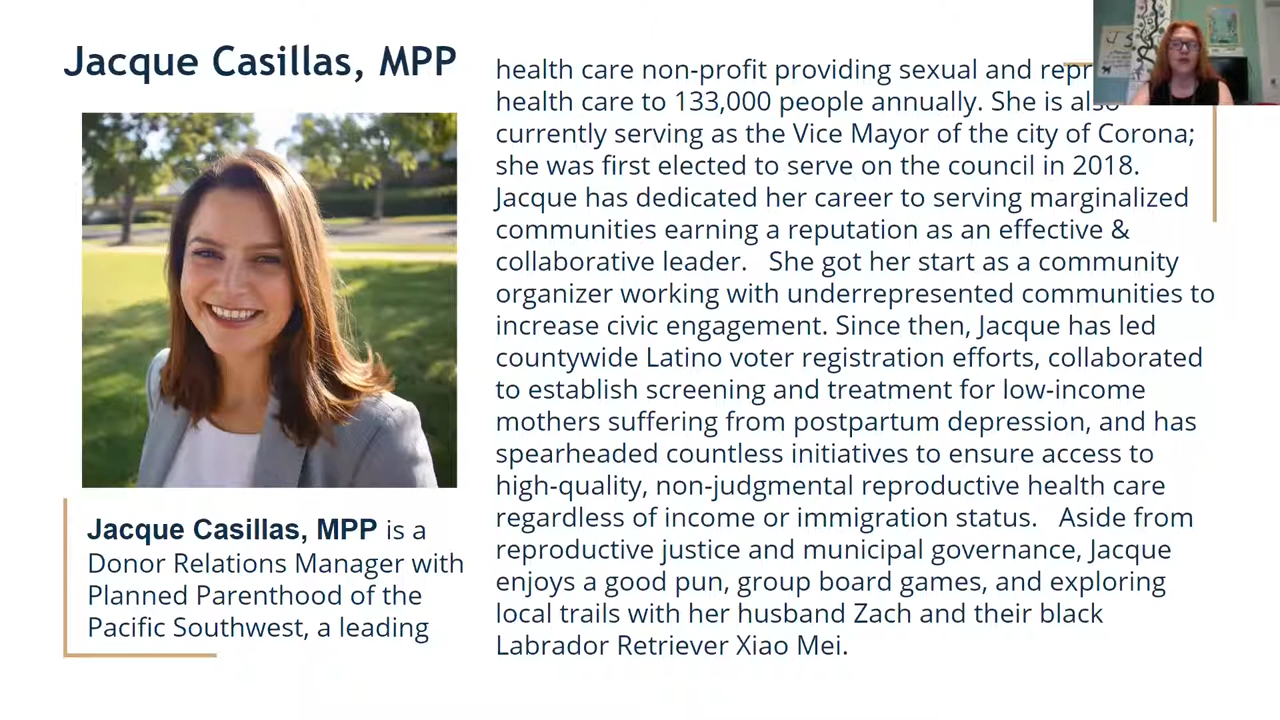 Jacque Casillas, MPP
Jacque Casillas, MPP is a
Donor Relations Manager with
Planned Parenthood of the
Pacific Southwest, a leading
health care non-profit providing sexual and
health care to 133,000 people annually. She is also
currently serving as the Vice Mayor of the city of Corona;
she was first elected to serve on the council in 2018.
Jacque has dedicated her career to serving marginalized
communities earning a reputation as an effective &
collaborative leader.   She got her start as a community
organizer working with underrepresented communities to
increase civic engagement. Since then, Jacque has led
countywide Latino voter registration efforts, collaborated
to establish screening and treatment for low-income
mothers suffering from postpartum depression, and has
spearheaded countless initiatives to ensure access to
high-quality, non-judgmental reproductive health care
regardless of income or immigration status.   Aside from
reproductive justice and municipal governance, Jacque
enjoys a good pun, group board games, and exploring
local trails with her husband Zach and their black
Labrador Retriever Xiao Mei.